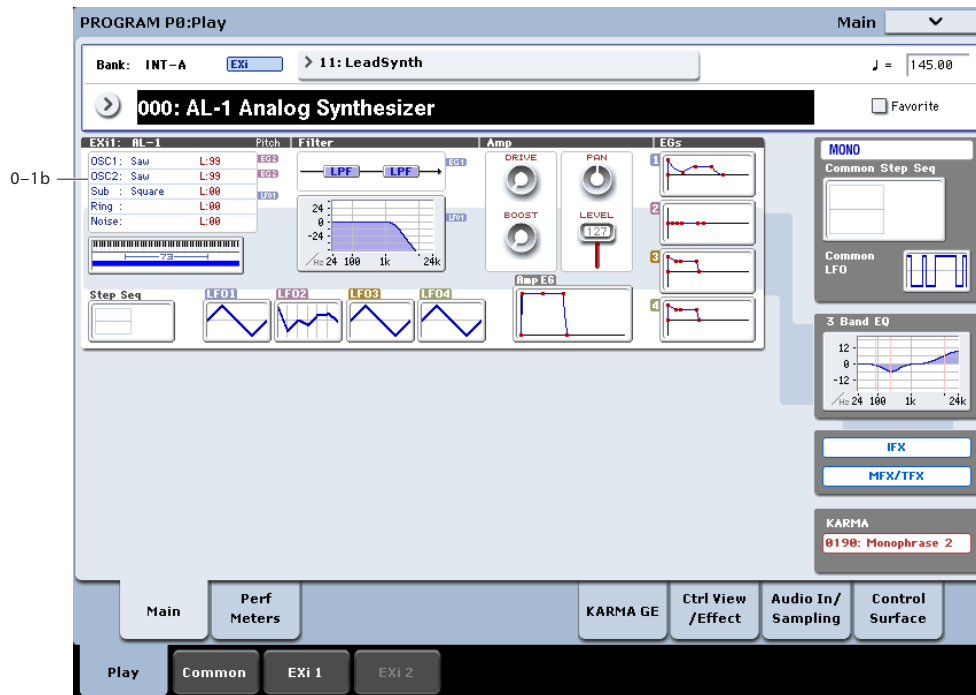 PROGRAM P0:Play
Main
Bank: INT-A
EXi
> 11: LeadSynth
♩ = 145.00
000: AL-1 Analog Synthesizer
Favorite
EXi1: AL-1
Pitch
Filter
Amp
EGs
OSC1: Saw L:99 EG2
OSC2: Saw L:99 EG2
Sub : Square L:00 LFO1
Ring : L:00
Noise: L:00
73
LPF
LPF
EG1
24
0
-24
/Hz 24 100 1k 24k
LFO1
DRIVE
PAN
BOOST
LEVEL
127
1
2
3
4
Step Seq
LFO1
LFO2
LFO3
LFO4
Amp EG
0-1b
MONO
Common Step Seq
Common
LFO
3 Band EQ
12
0
-12
/Hz 24 100 1k 24k
IFX
MFX/TFX
KARMA
0190: Monophrase 2
Main
Perf
Meters
KARMA GE
Ctrl View
/Effect
Audio In/
Sampling
Control
Surface
Play
Common
EXi 1
EXi 2